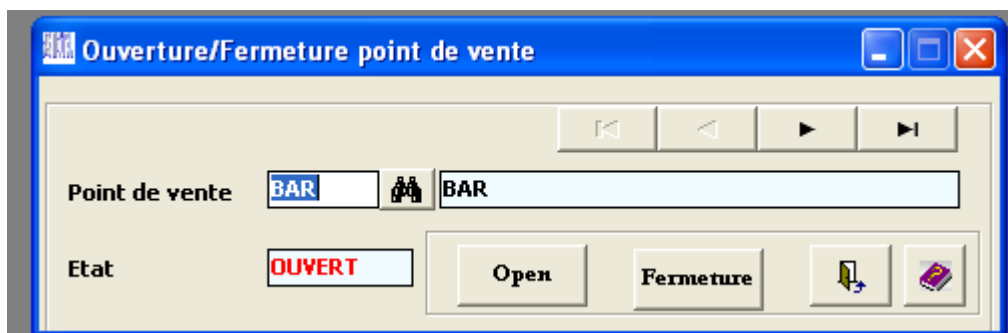 Ouverture/Fermeture point de vente
Point de vente BAR BAR
Etat OUVERT Open Fermeture